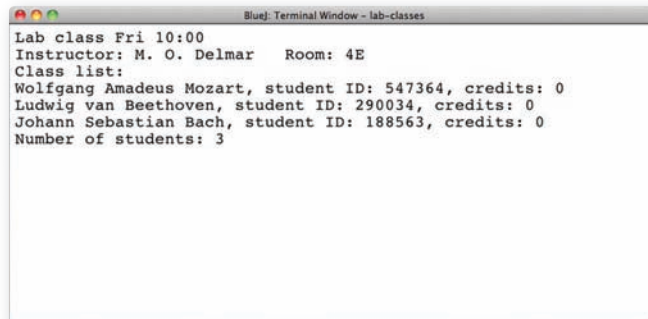 BlueJ: Terminal Window – lab-classes
Lab class Fri 10:00
Instructor: M. O. Delmar   Room: 4E
Class list:
Wolfgang Amadeus Mozart, student ID: 547364, credits: 0
Ludwig van Beethoven, student ID: 290034, credits: 0
Johann Sebastian Bach, student ID: 188563, credits: 0
Number of students: 3